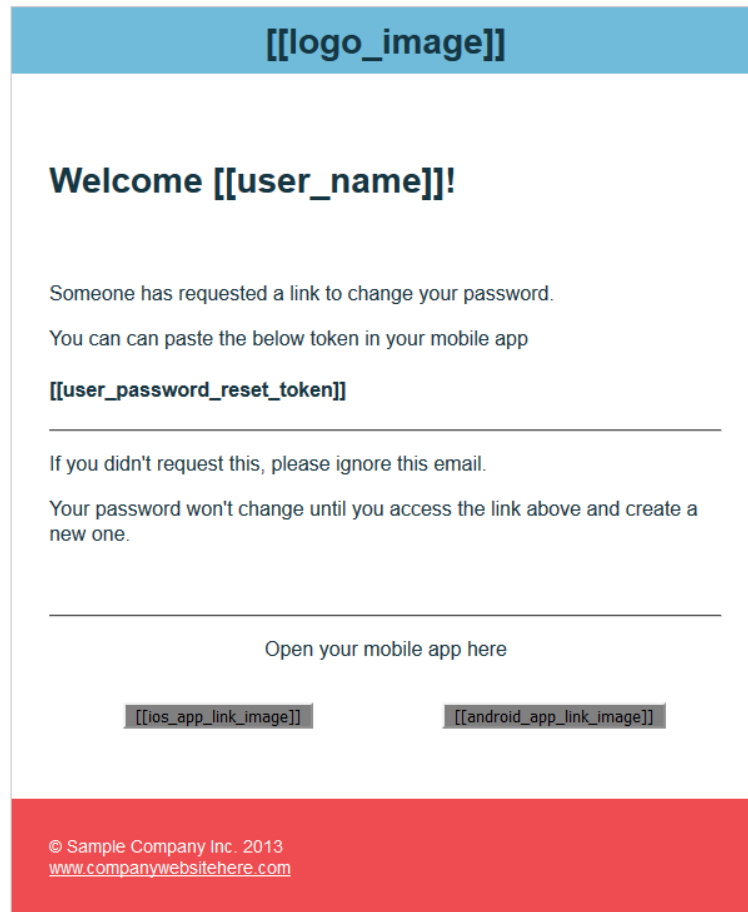 [[logo_image]]
Welcome [[user_name]]!
Someone has requested a link to change your password.
You can can paste the below token in your mobile app
[[user_password_reset_token]]
If you didn't request this, please ignore this email.
Your password won't change until you access the link above and create a
new one.
Open your mobile app here
[[ios_app_link_image]]
[[android_app_link_image]]
© Sample Company Inc. 2013
www.companywebsitehere.com